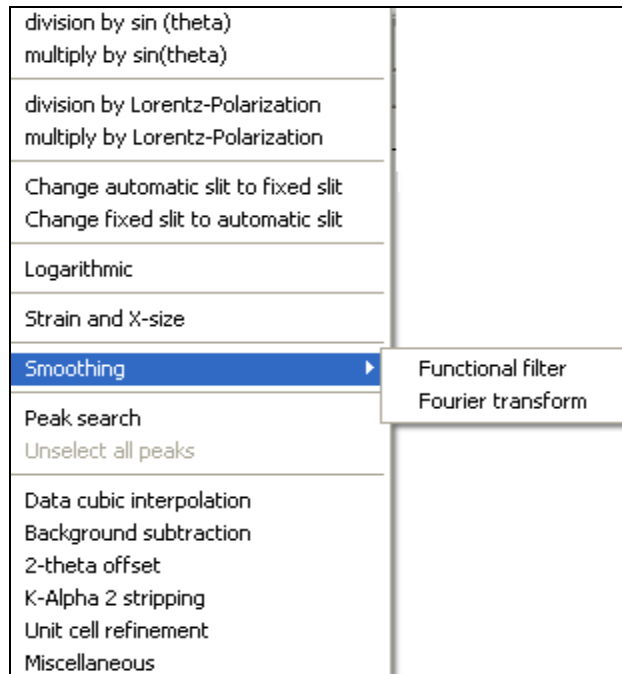 division by sin (theta)
multiply by sin(theta)
division by Lorentz-Polarization
multiply by Lorentz-Polarization
Change automatic slit to fixed slit
Change fixed slit to automatic slit
Logarithmic
Strain and X-size
Smoothing
Functional filter
Fourier transform
Peak search
Unselect all peaks
Data cubic interpolation
Background subtraction
2-theta offset
K-Alpha 2 stripping
Unit cell refinement
Miscellaneous